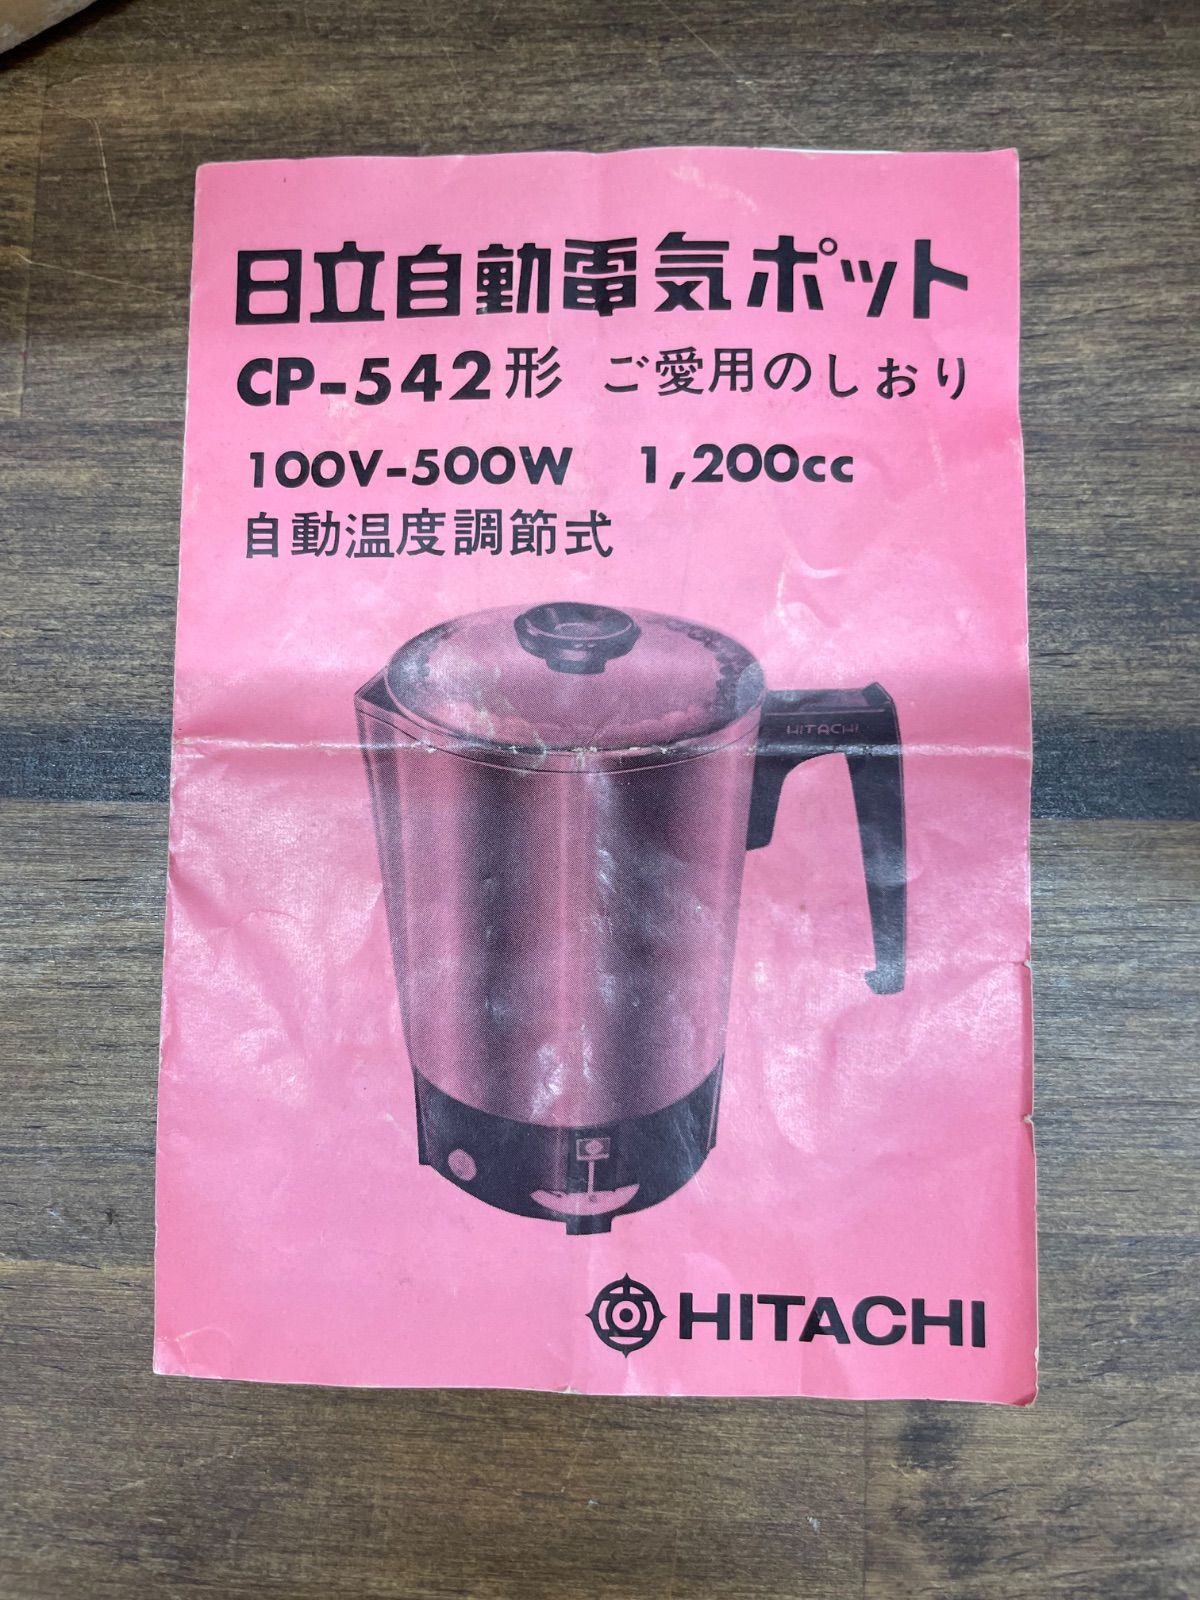 日立自動電気ポット
CP-542形 ご愛用のしおり
100V-500W 1,200cc
自動温度調節式
HITACHI
HITACHI